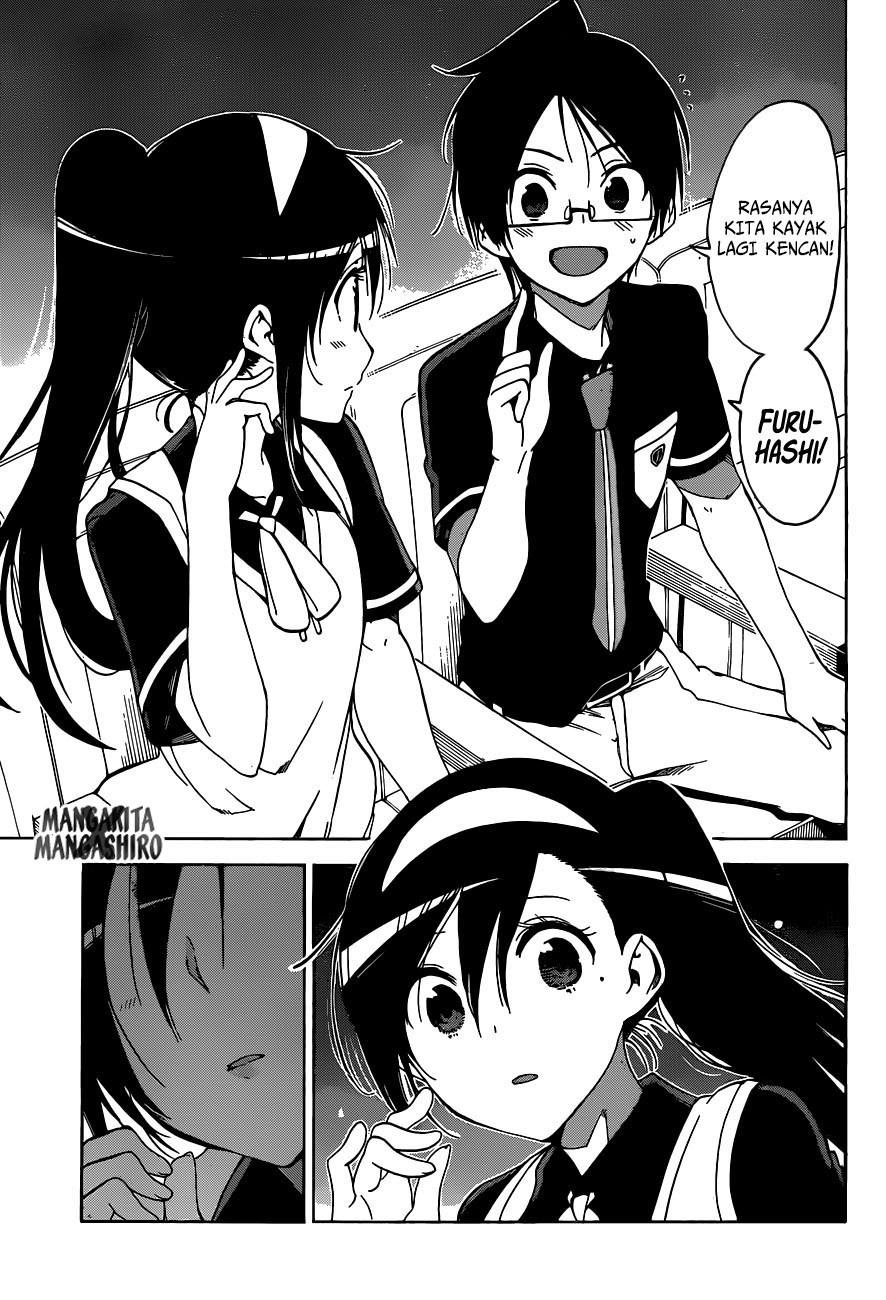 RASANYA
KITA KAYAK
LAGI KENCAN!
FURU-
HASHI!
MANGAKITA
MANGASHIRO